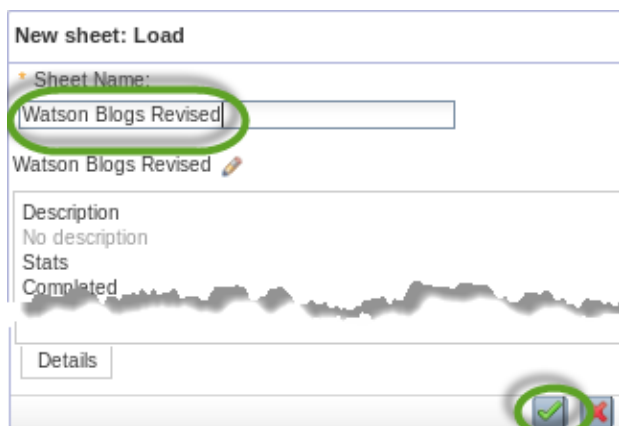 New sheet: Load
* Sheet Name:
Watson Blogs Revised
Watson Blogs Revised
Description
No description
Stats
Completed
Details